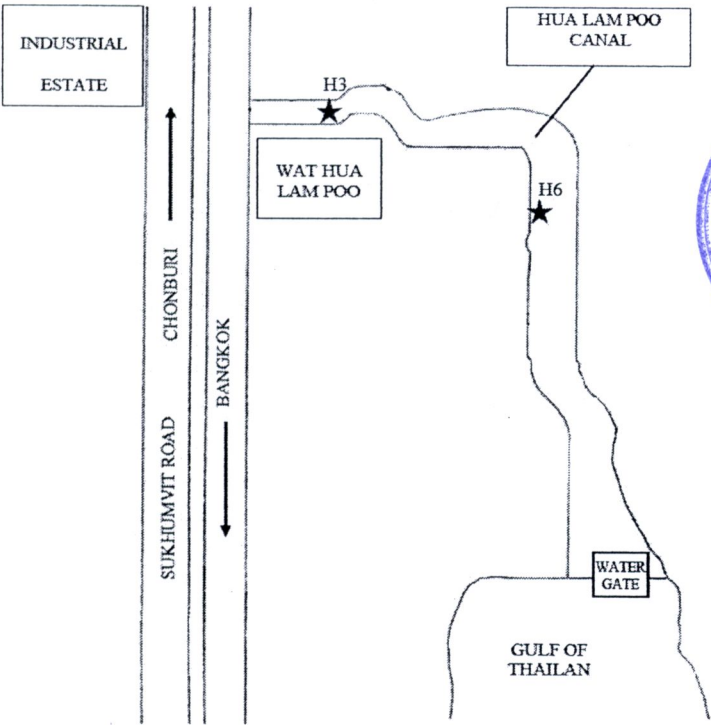 INDUSTRIAL
ESTATE
HUA LAM POO
CANAL
H3
WAT HUA
LAM POO
H6
CHONBURI
BANGKOK
SUKHUMVIT ROAD
WATER
GATE
GULF OF
THAILAN